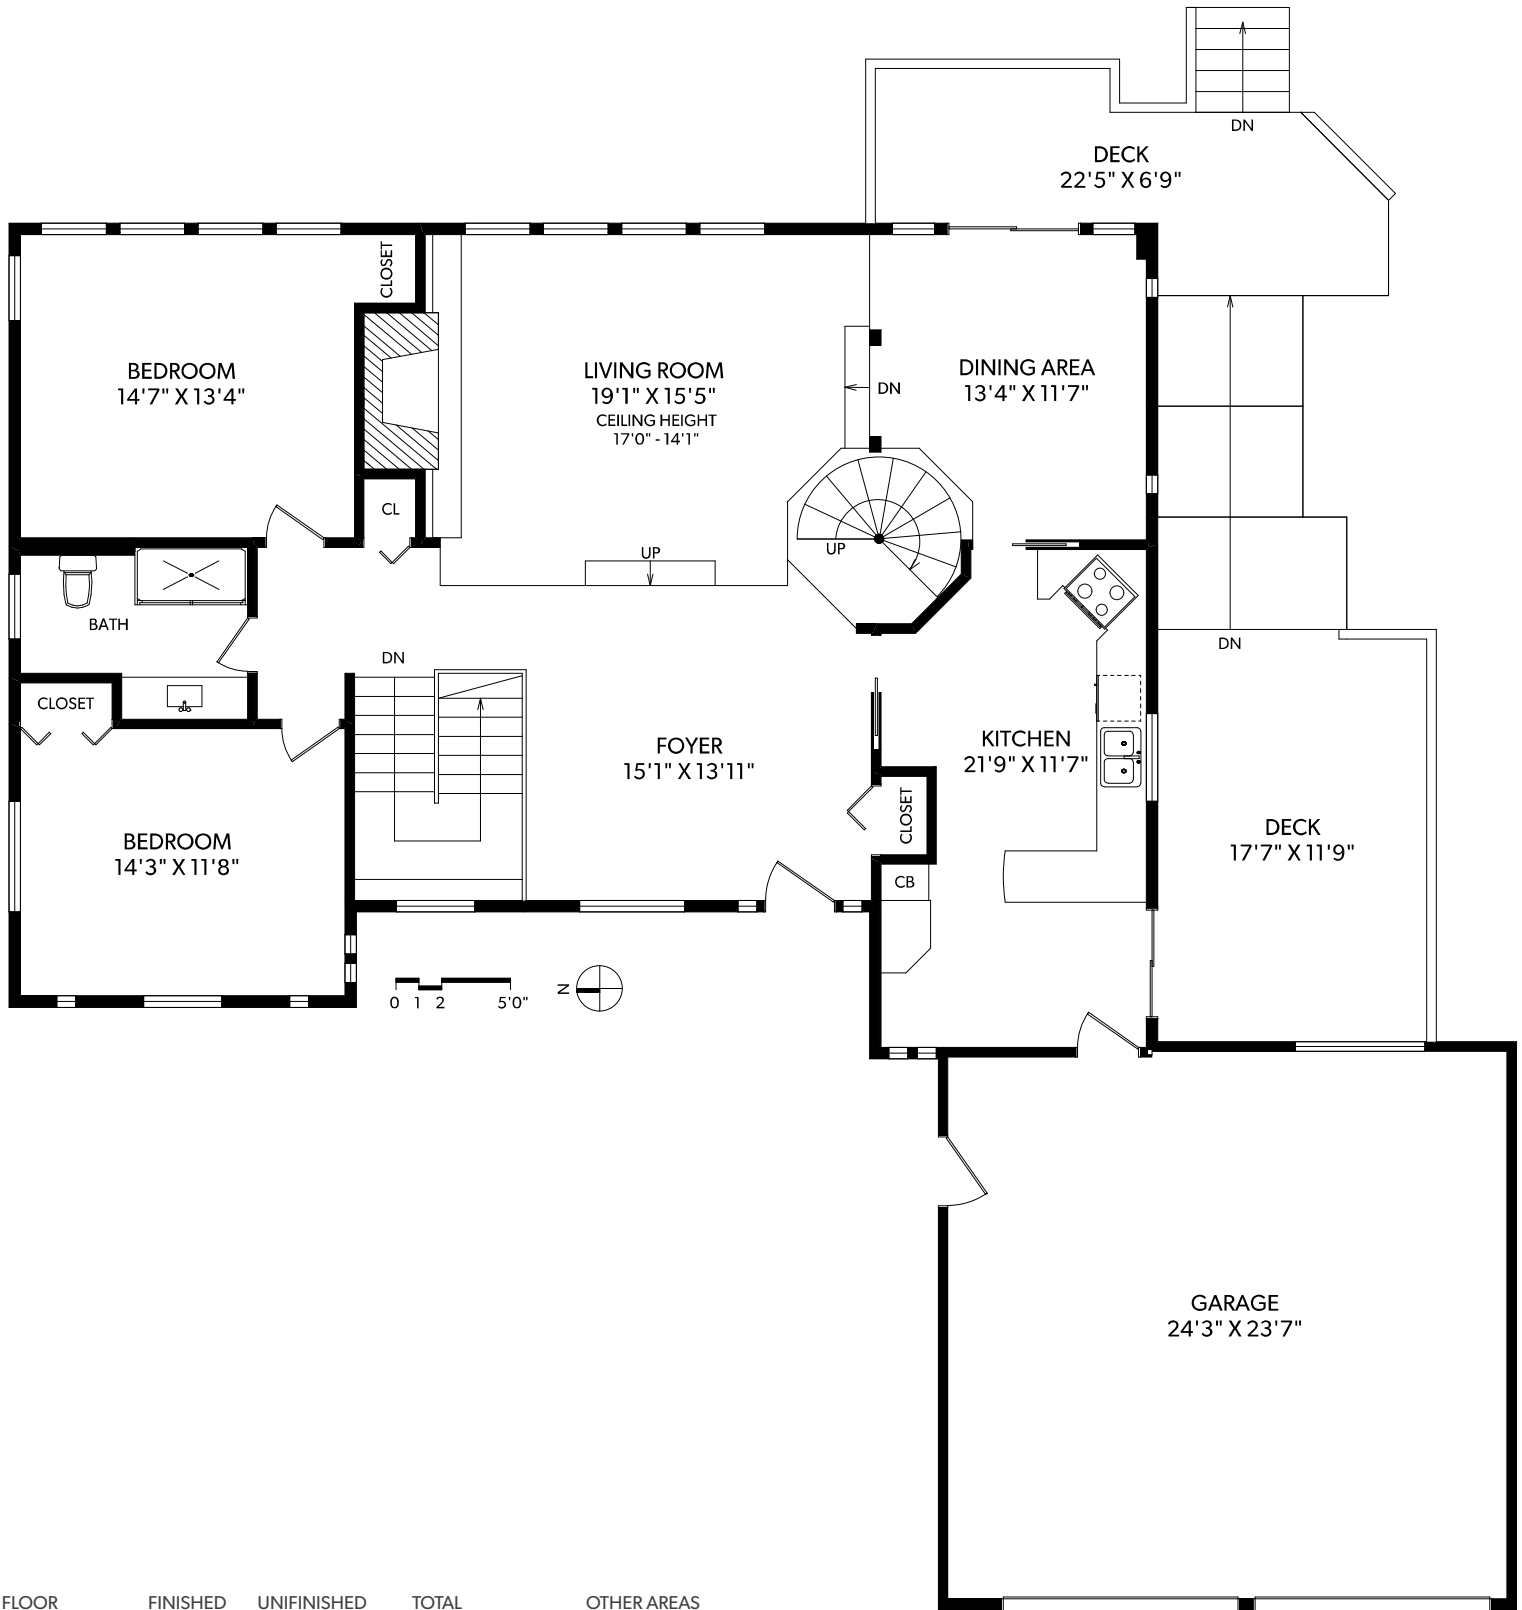 DN
DECK
22'5" X 6'9"
CLOSET
BEDROOM
14'7" X 13'4"
LIVING ROOM
19'1" X 15'5"
CEILING HEIGHT
17'0" - 14'1"
DN
DINING AREA
13'4" X 11'7"
CL
UP
UP
BATH
DN
DN
CLOSET
FOYER
15'1" X 13'11"
KITCHEN
21'9" X 11'7"
CLOSET
BEDROOM
14'3" X 11'8"
DECK
17'7" X 11'9"
CB
N
0 1 2 5'0"
GARAGE
24'3" X 23'7"
FLOOR FINISHED UNIFINISHED TOTAL OTHER AREAS